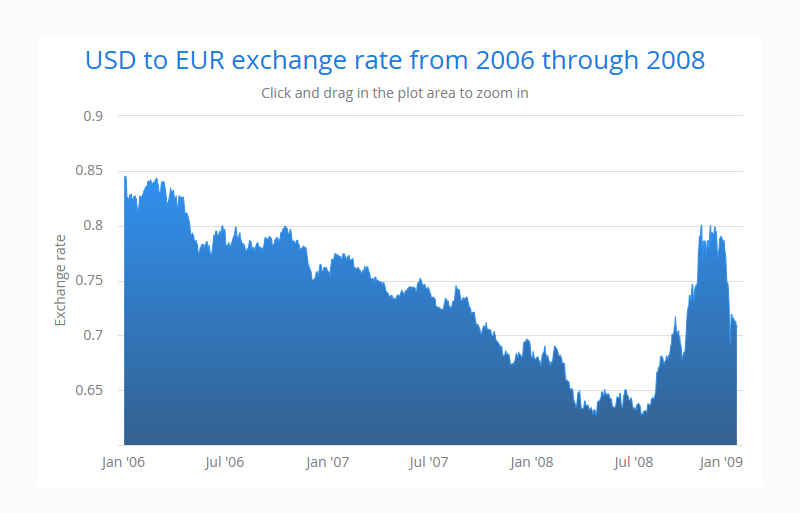 USD to EUR exchange rate from 2006 through 2008
Click and drag in the plot area to zoom in
Exchange rate
0.9
0.85
0.8
0.75
0.7
0.65
Jan '06
Jul '06
Jan '07
Jul '07
Jan '08
Jul '08
Jan '09